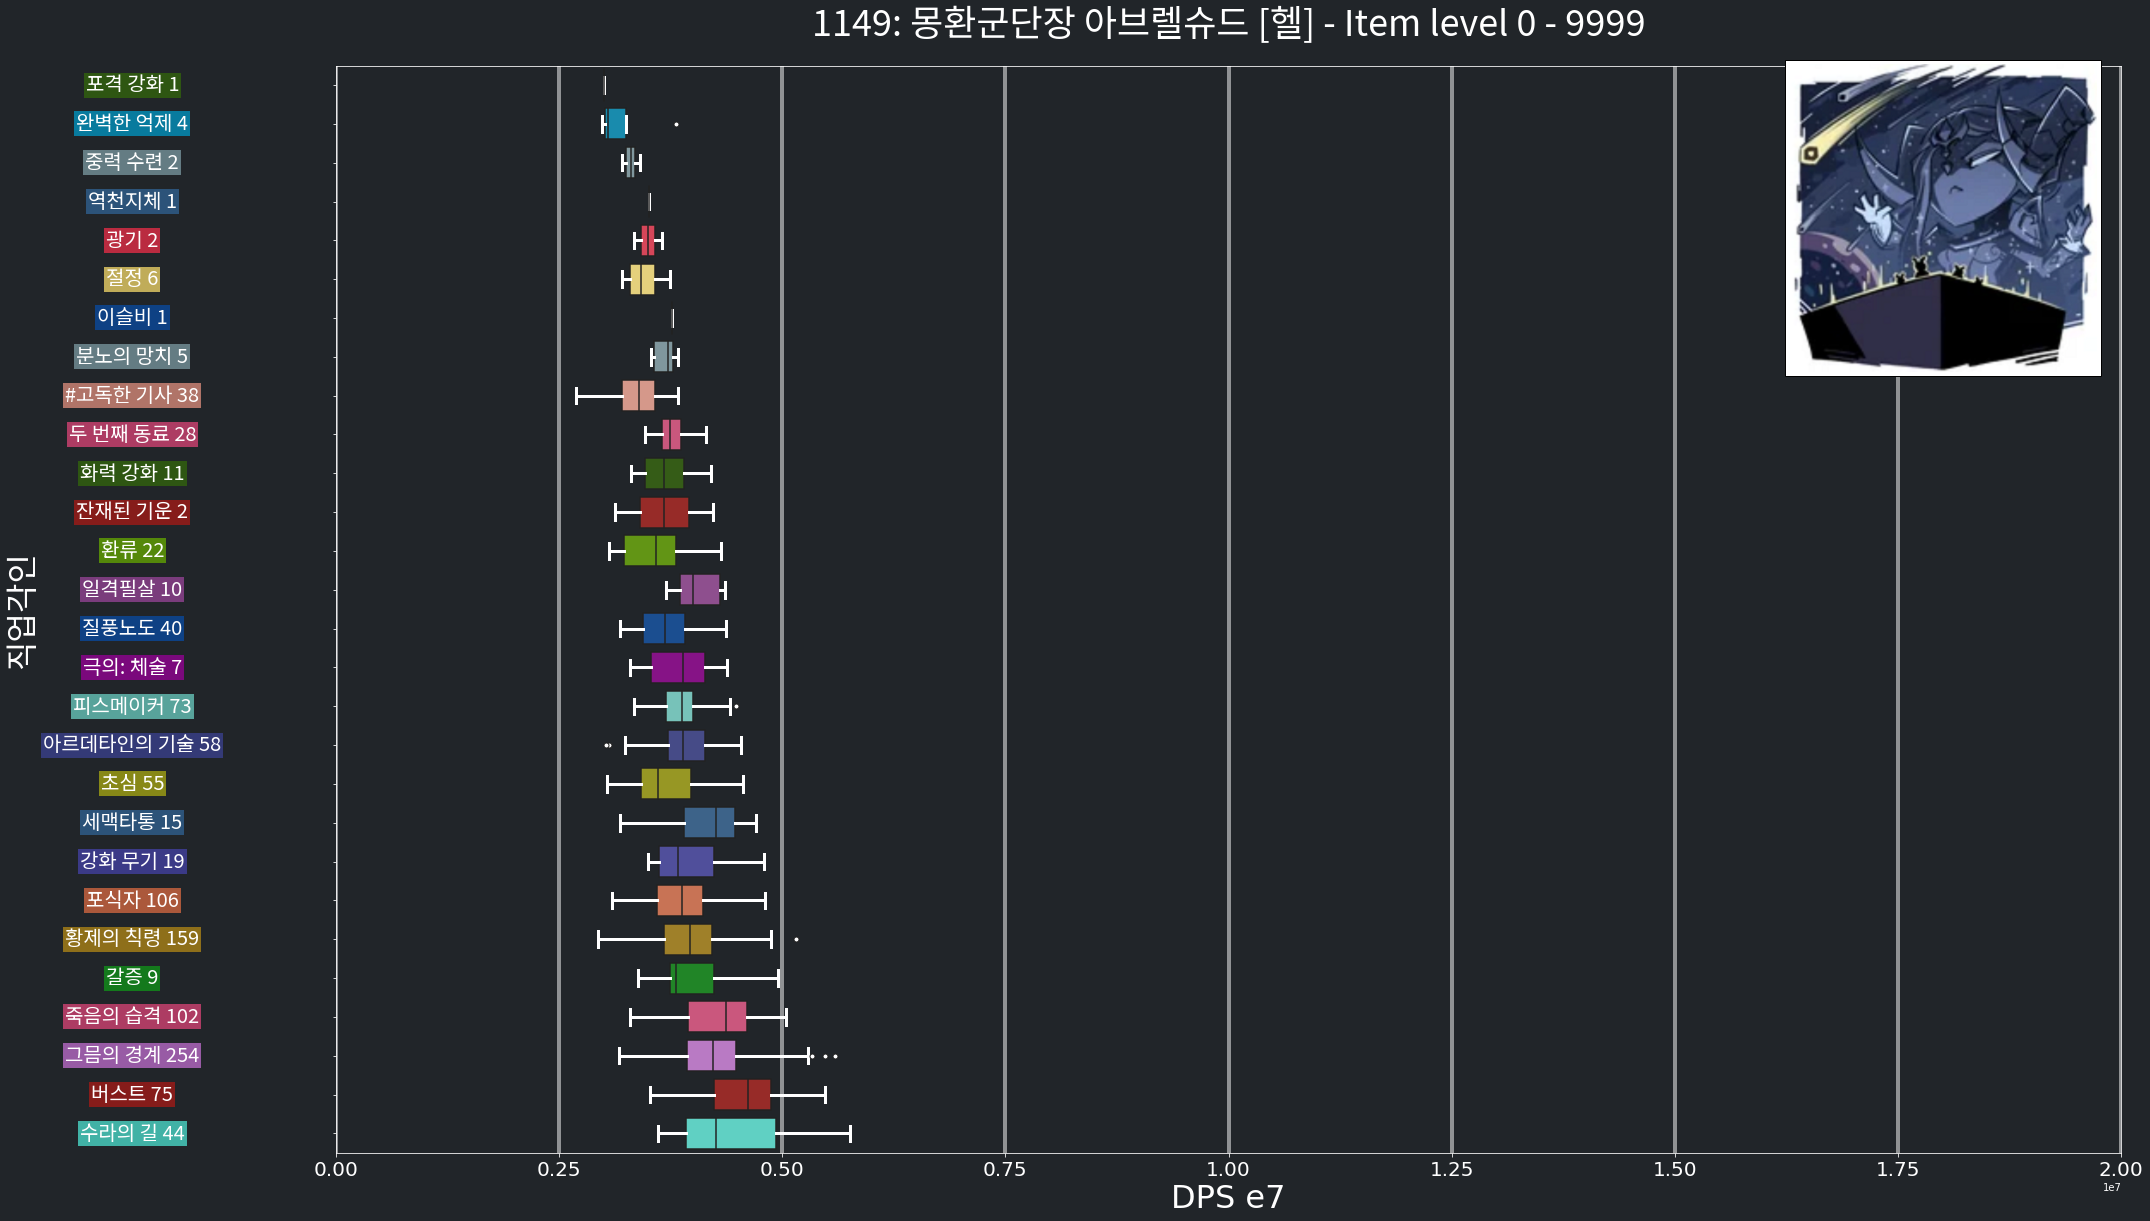 1149: 몽환군단장 아브렐슈드 [헬] - Item level 0 - 9999
직업각인
포격 강화 1
완벽한 억제 4
중력 수련 2
역천지체 1
광기 2
절정 6
이슬비 1
분노의 망치 5
#고독한 기사 38
두 번째 동료 28
화력 강화 11
잔재된 기운 2
환류 22
일격필살 10
질풍노도 40
극의: 체술 7
피스메이커 73
아르데타인의 기술 58
초심 55
세맥타통 15
강화 무기 19
포식자 106
황제의 칙령 159
갈증 9
죽음의 습격 102
그믐의 경계 254
버스트 75
수라의 길 44
0.00 0.25 0.50 0.75 1.00 1.25 1.50 1.75 2.00
1e7
DPS e7